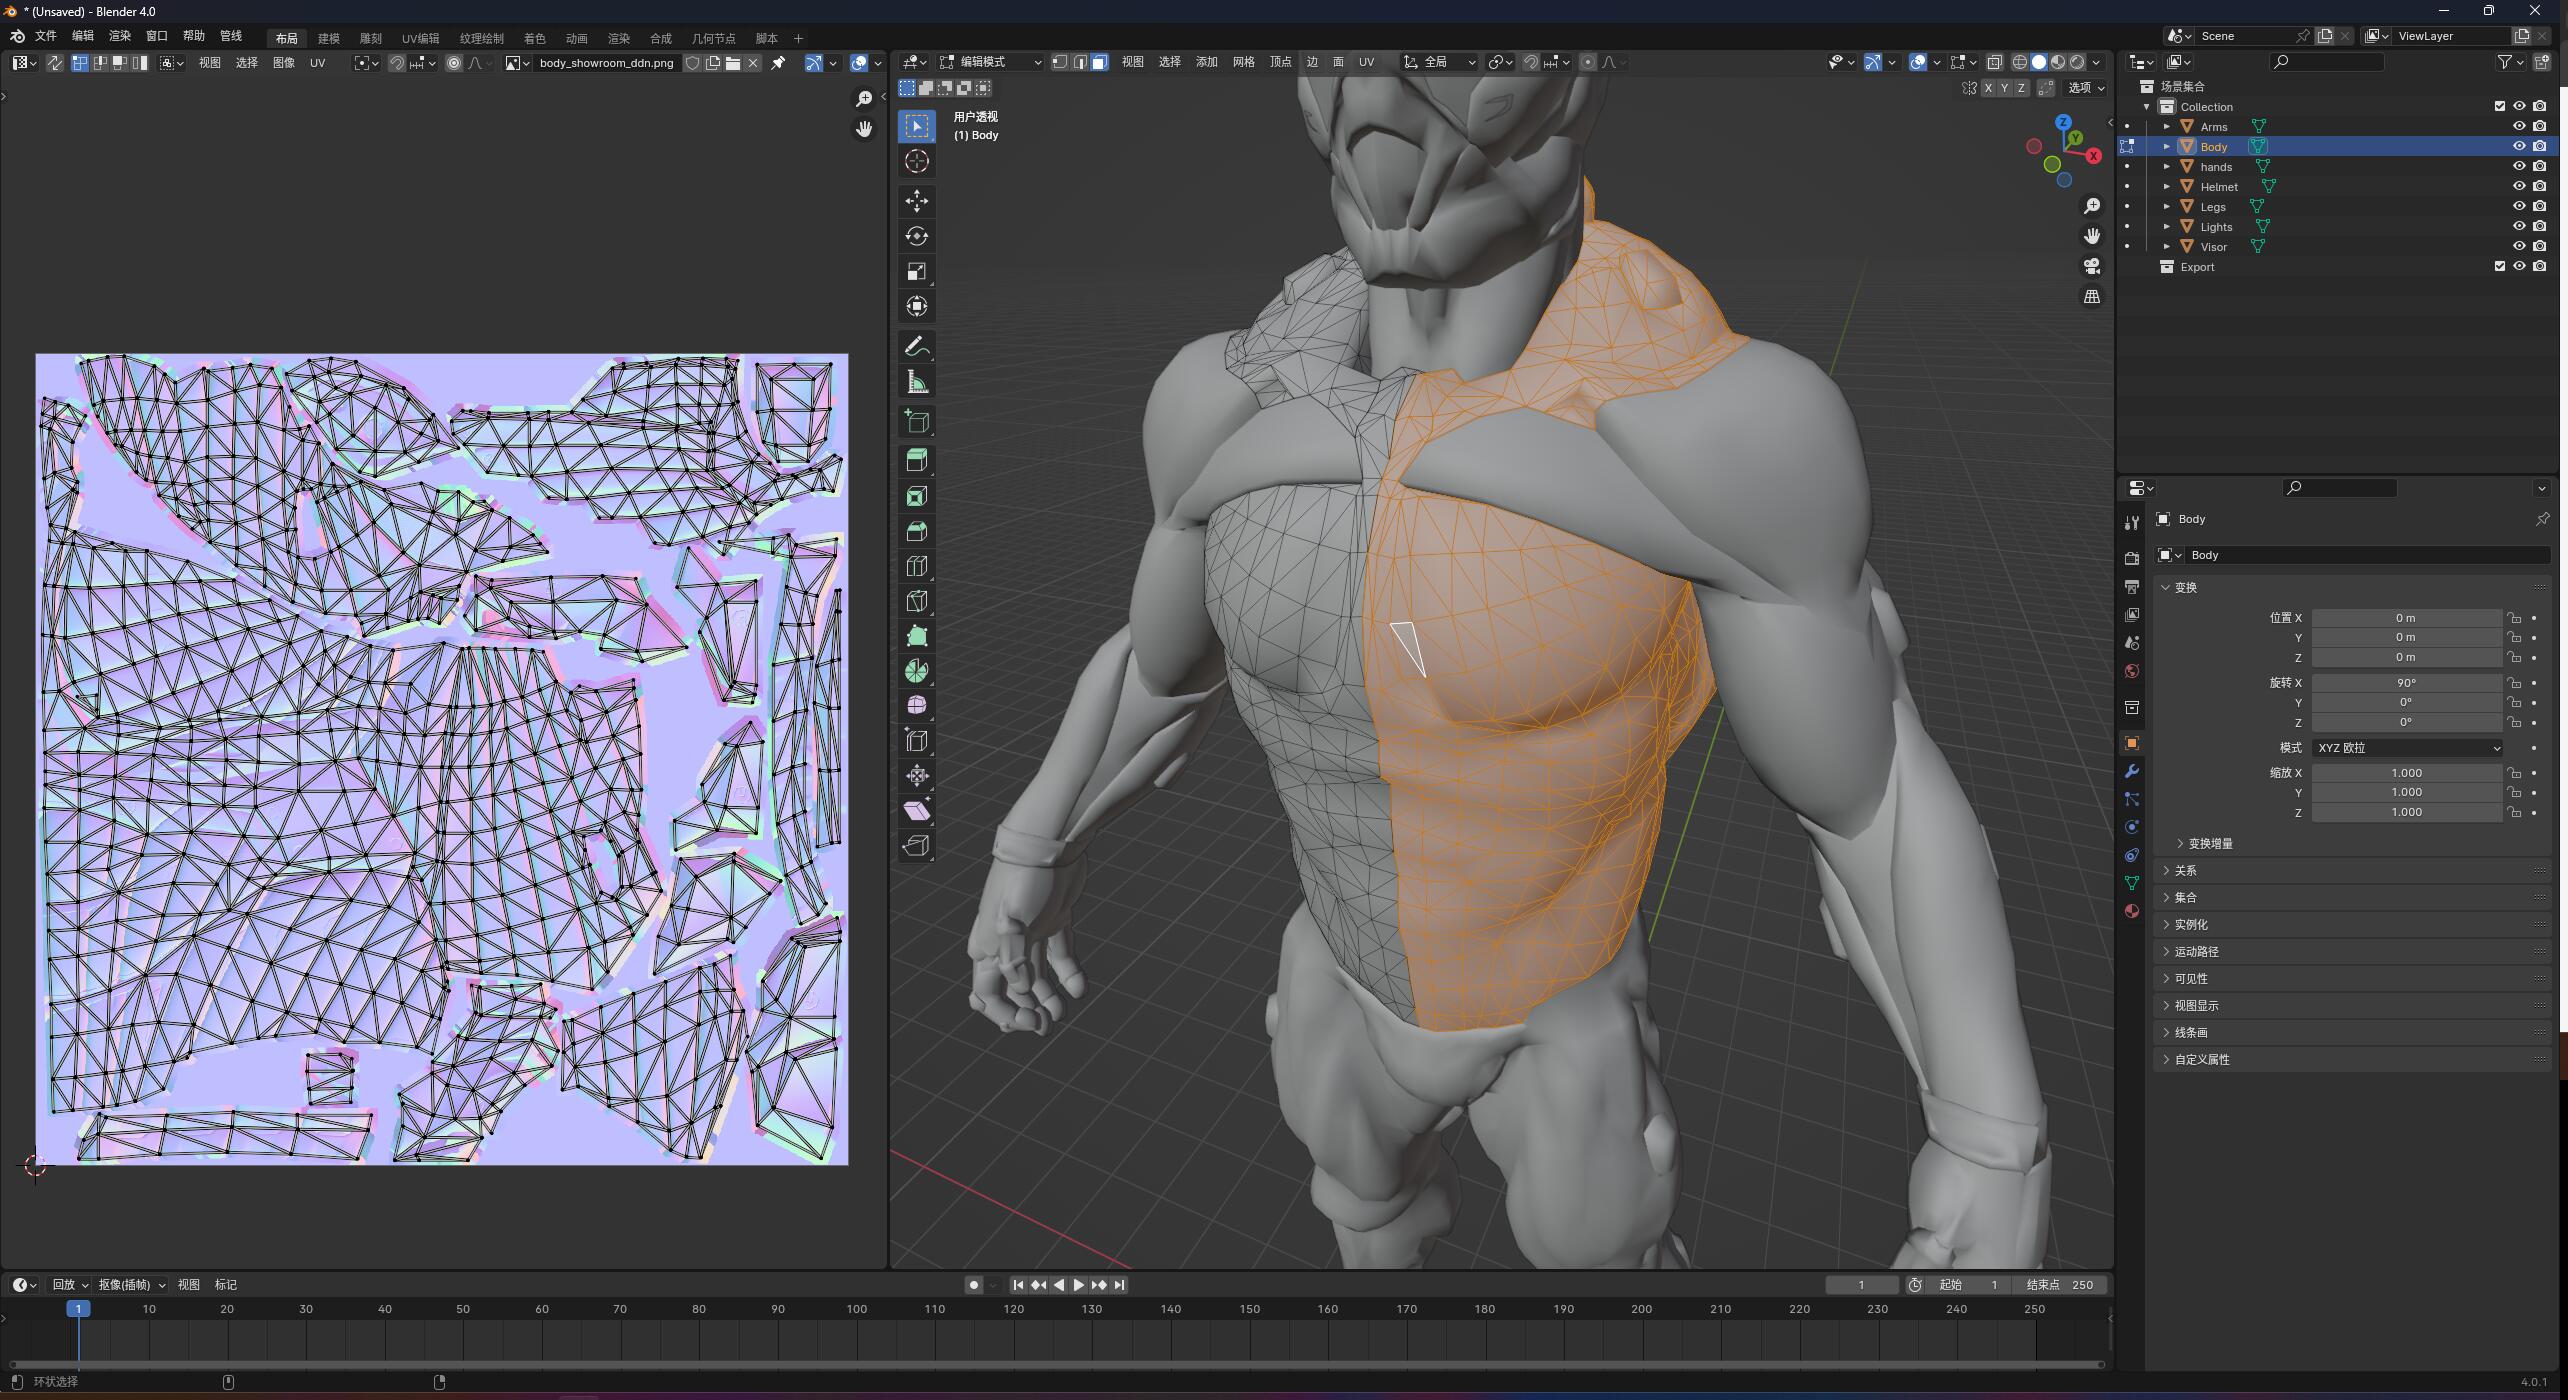 * (Unsaved) - Blender 4.0
文件 编辑 渲染 窗口 帮助 管线 布局 建模 雕刻 UV编辑 纹理绘制 着色 动画 渲染 合成 几何节点 脚本 + Scene ViewLayer
视图 选择 图像 UV body_showroom_ddn.png
编辑模式 视图 选择 添加 网格 顶点 边 面 UV 全局
X Y Z 选项
用户透视
(1) Body
Z
Y
X
场景集合
Collection
Arms
Body
hands
Helmet
Legs
Lights
Visor
Export
Body
Body
变换
位置 X 0 m
Y 0 m
Z 0 m
旋转 X 90°
Y 0°
Z 0°
模式 XYZ 欧拉
缩放 X 1.000
Y 1.000
Z 1.000
变换增量
关系
集合
实例化
运动路径
可见性
视图显示
线条画
自定义属性
回放 抠像(插帧) 视图 标记 1 起始 1 结束点 250
1 10 20 30 40 50 60 70 80 90 100 110 120 130 140 150 160 170 180 190 200 210 220 230 240 250
环状选择 4.0.1